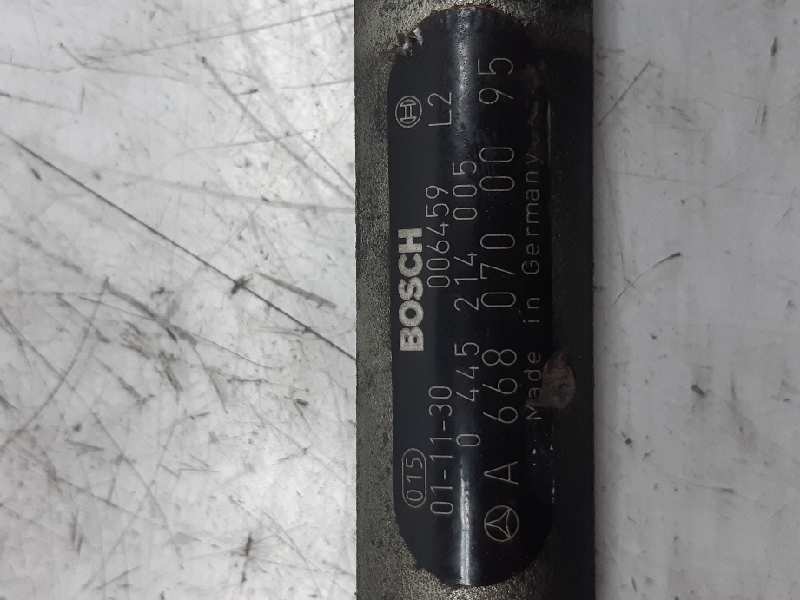 015 BOSCH
01-11-30 006459 L2
0 445 214 005
A 668 070 00 95
Made in Germany